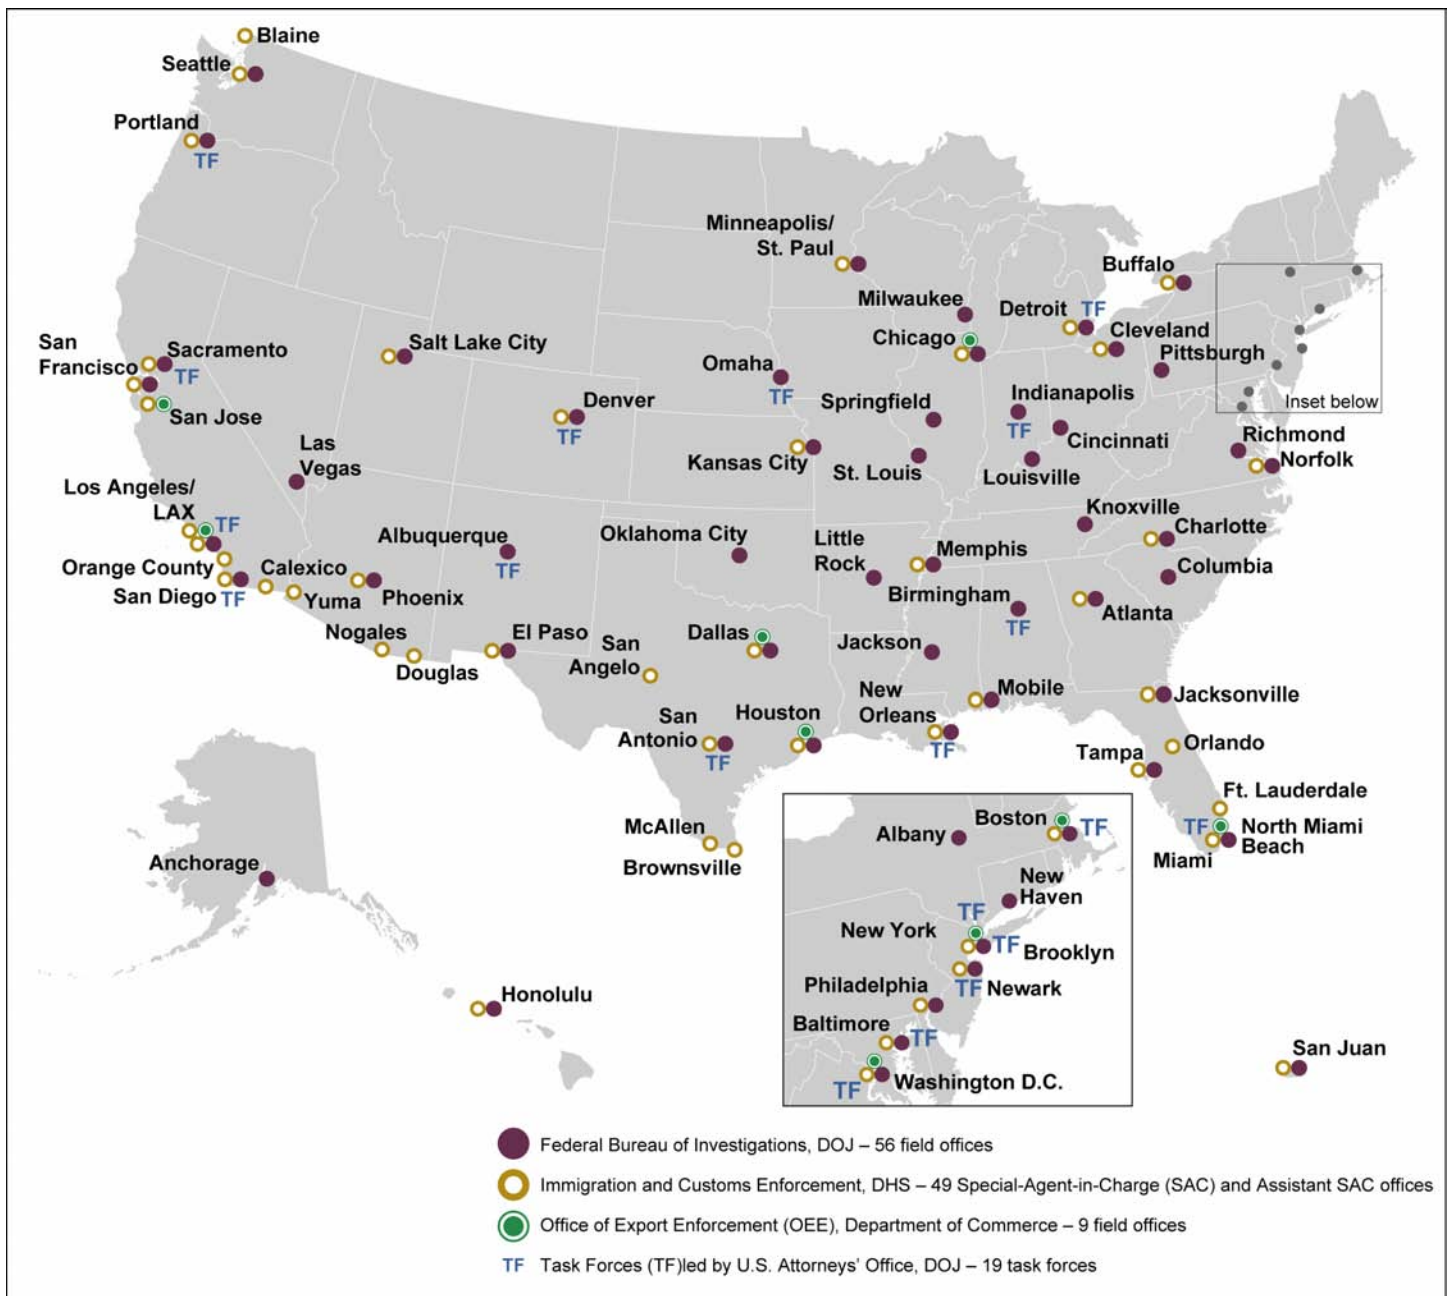 Blaine
Seattle
Portland
TF
Minneapolis/
St. Paul
Buffalo
Milwaukee
Detroit
TF
Chicago
Cleveland
Pittsburgh
San
Francisco
Sacramento
TF
San Jose
Salt Lake City
Omaha
TF
Denver
TF
Springfield
Indianapolis
TF
Inset below
Cincinnati
Richmond
Norfolk
Las
Vegas
Kansas City
St. Louis
Louisville
Los Angeles/
LAX
TF
Knoxville
Charlotte
Albuquerque
TF
Oklahoma City
Little
Rock
Memphis
Columbia
Orange County
Calexico
San Diego
TF
Yuma
Phoenix
Birmingham
TF
Atlanta
Nogales
Douglas
El Paso
San
Angelo
Dallas
Jackson
New
Orleans
TF
Mobile
Jacksonville
San
Antonio
TF
Houston
Orlando
Tampa
Ft. Lauderdale
TF
North Miami
Beach
Miami
McAllen
Brownsville
Anchorage
Honolulu
Albany
Boston
TF
New
Haven
TF
New York
TF
Brooklyn
TF
Newark
Philadelphia
Baltimore
TF
Washington D.C.
TF
San Juan
Federal Bureau of Investigations, DOJ – 56 field offices
Immigration and Customs Enforcement, DHS – 49 Special-Agent-in-Charge (SAC) and Assistant SAC offices
Office of Export Enforcement (OEE), Department of Commerce – 9 field offices
TF Task Forces (TF)led by U.S. Attorneys' Office, DOJ – 19 task forces